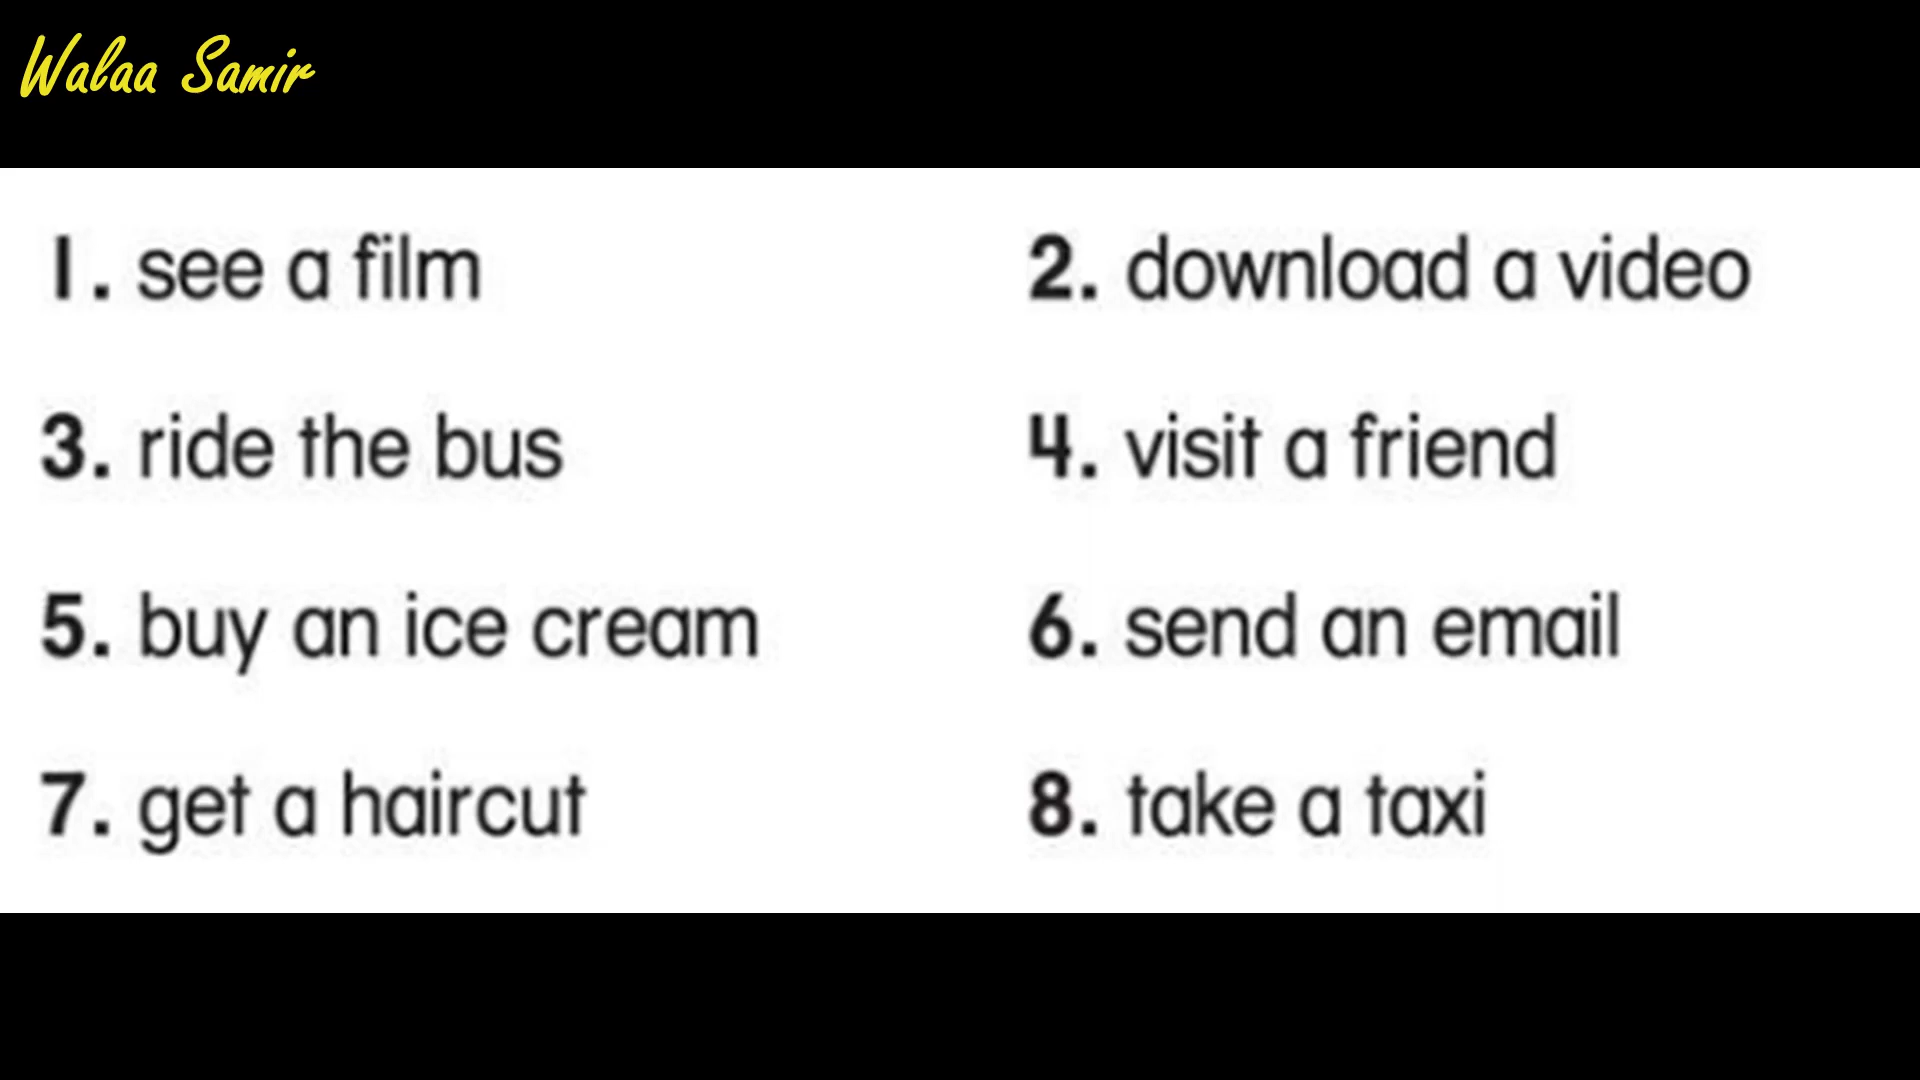 Walaa Samir
1. see a film
2. download a video
3. ride the bus
4. visit a friend
5. buy an ice cream
6. send an email
7. get a haircut
8. take a taxi